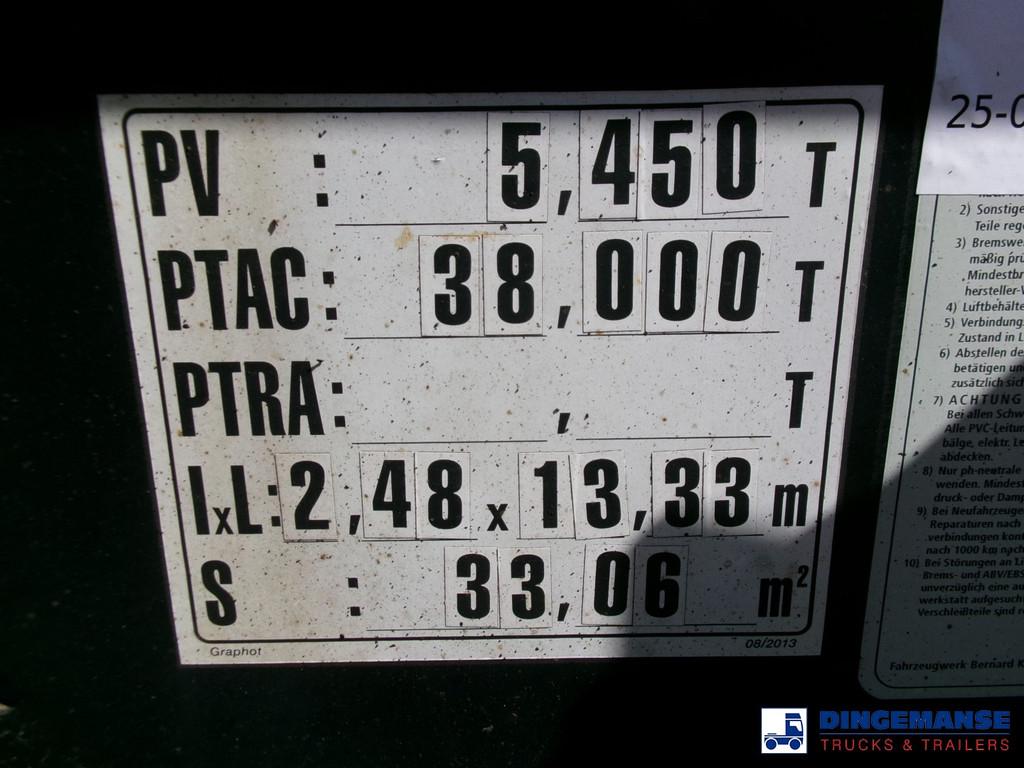 PV : 5,450 T
PTAC: 38,000 T
PTRA: , T
lxL: 2,48 x 13,33 m
S : 33,06 m²
Graphot 08/2013
25-0
2) Sonstige
Teile reg
3) Bremswe
mäßig prü
Mindestbr
hersteller-V
4) Luftbehälte
5) Verbindung
Zustand in L
6) Abstellen de
betätigen un
zusätzlich sich
7) ACHTUNG
Bei allen Schw
Alle PVC-Leitun
bälge, elektr. Le
abdecken.
8) Nur ph-neutrale
wenden. Mindest
druck- oder Damp
9) Bei Neufahrzeuge
Reparaturen nach
verbindungen kont
nach 1000 km nach
10) Bei Störungen an Li
Brems- und ABV/EBS
unverzüglich eine au
werkstatt aufgesuch
Verschleißteile sind r
Fahrzeugwerk Bernard K
DINGEMANSE
TRUCKS & TRAILERS